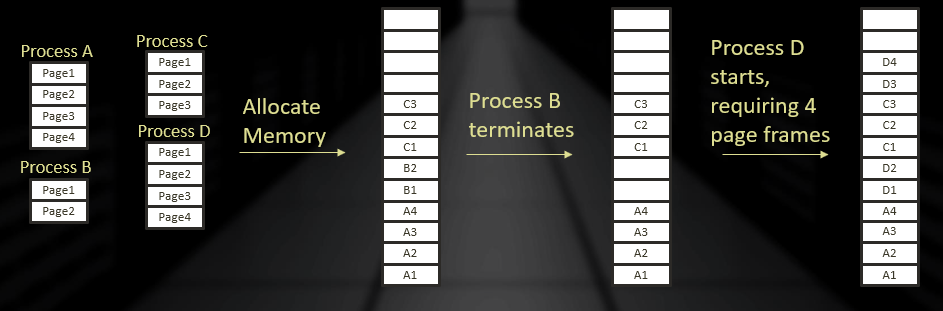 Process A
Page1
Page2
Page3
Page4
Process B
Page1
Page2
Process C
Page1
Page2
Page3
Process D
Page1
Page2
Page3
Page4
Allocate
Memory
C3
C2
C1
B2
B1
A4
A3
A2
A1
Process B
terminates
C3
C2
C1
A4
A3
A2
A1
Process D
starts,
requiring 4
page frames
D4
D3
C3
C2
C1
D2
D1
A4
A3
A2
A1